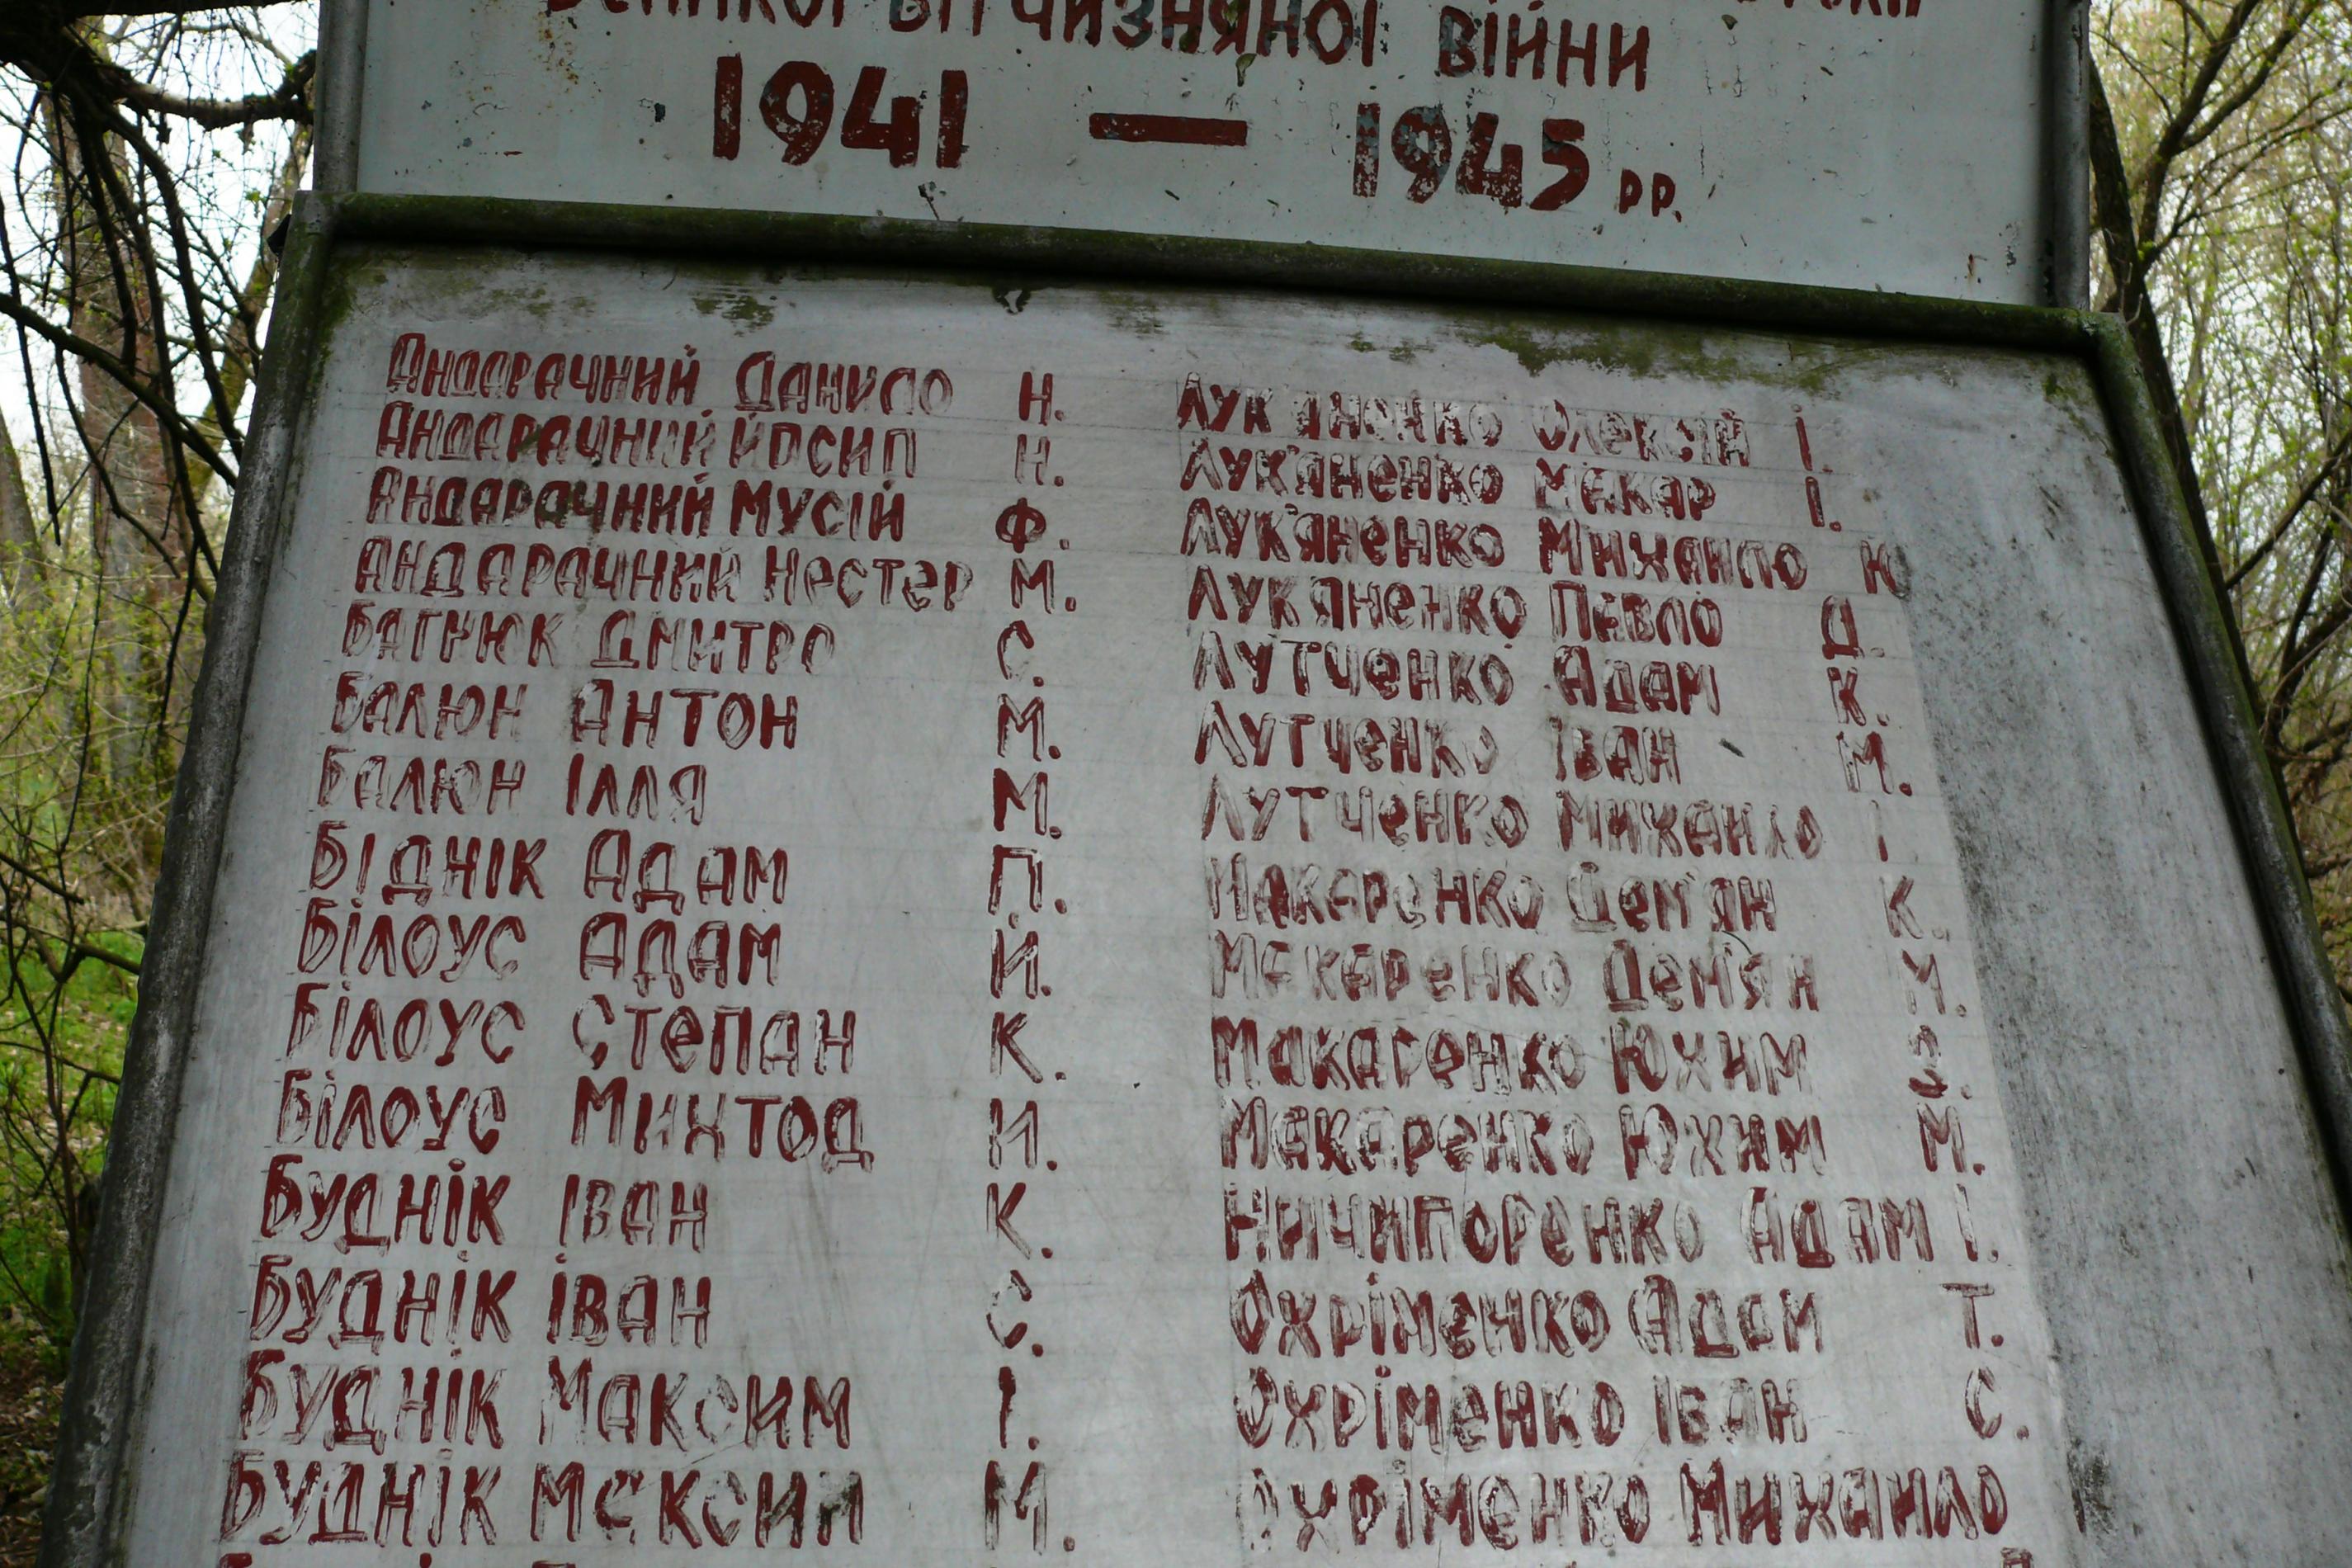 Великої Вітчизняної війни
1941 — 1945 рр.
Андарачний Данило Н.
Андарачний Йосип Н.
Андарачний Мусій Ф.
Андарачний Нестер М.
Багрюк Дмитро С.
Балюн Антон М.
Балюн Ілля М.
Біднік Адам П.
Білоус Адам Й.
Білоус Степан К.
Білоус Михтод И.
Буднік Іван К.
Буднік Іван С.
Буднік Максим І.
Буднік Максим М.
Лук'яненко Олексій І.
Лук'яненко Макар І.
Лук'яненко Михайло Ю
Лук'яненко Павло Д.
Лутченко Адам К.
Лутченко Іван М.
Лутченко Михайло І.
Макаренко Дем'ян К.
Макаренко Дем'ян М.
Макаренко Юхим З.
Макаренко Юхим М.
Ничипоренко Адам І.
Охріменко Адам Т.
Охріменко Іван С.
Охріменко Михайло